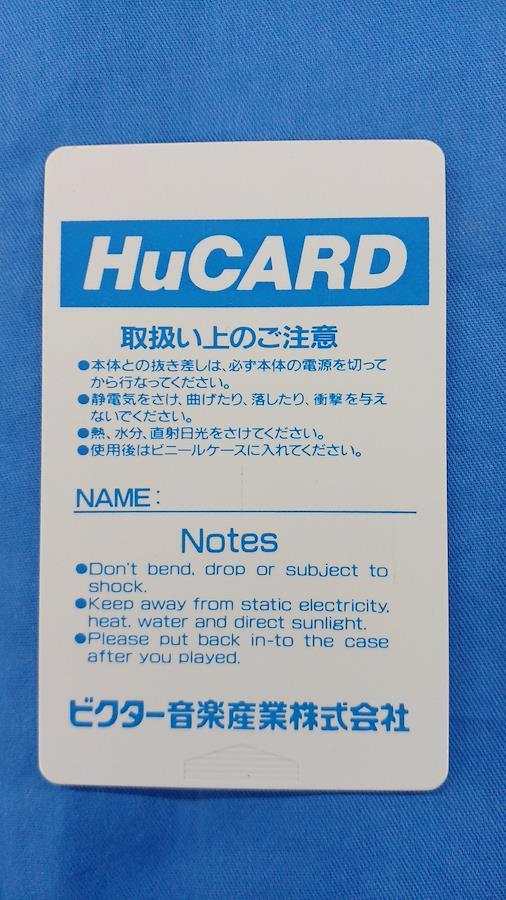 HuCARD
取扱い上のご注意
●本体との抜き差しは、必ず本体の電源を切って
から行なってください。
●静電気をさけ、曲げたり、落したり、衝撃を与え
ないでください。
●熱、水分、直射日光をさけてください。
●使用後はビニールケースに入れてください。
NAME:
Notes
●Don't bend, drop or subject to
shock.
●Keep away from static electricity,
heat, water and direct sunlight.
●Please put back in-to the case
after you played.
ビクター音楽産業株式会社